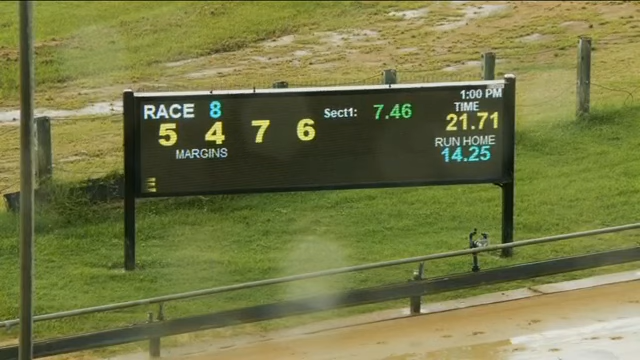 1:00 PM
RACE 8 Sect1: 7.46 TIME
5 4 7 6 21.71
MARGINS RUN HOME
14.25
E